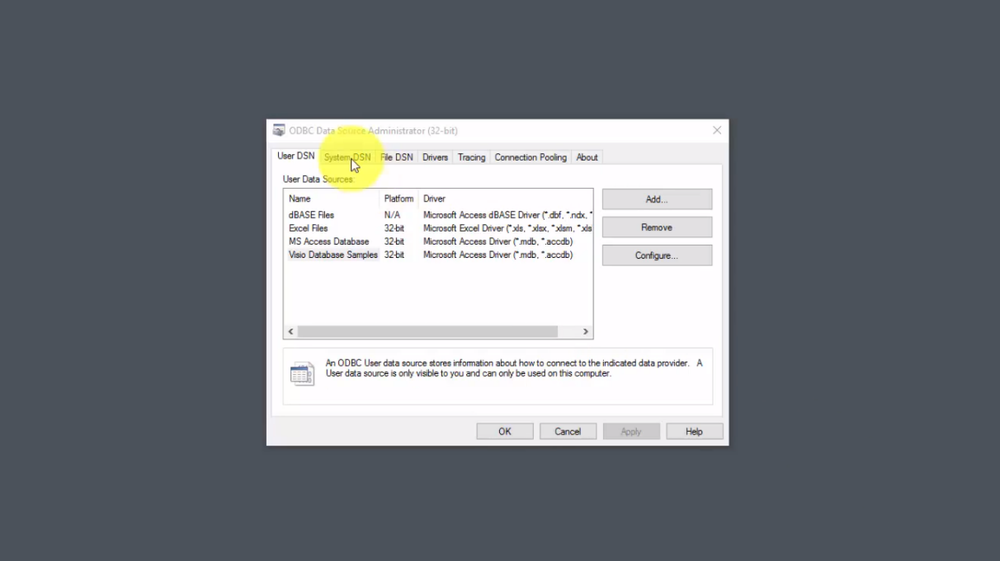 ODBC Data Source Administrator (32-bit)
User DSN System DSN File DSN Drivers Tracing Connection Pooling About
User Data Sources:
Name Platform Driver
dBASE Files N/A Microsoft Access dBASE Driver (*.dbf, *.ndx, *
Excel Files 32-bit Microsoft Excel Driver (*.xls, *.xlsx, *.xlsm, *.xls
MS Access Database 32-bit Microsoft Access Driver (*.mdb, *.accdb)
Visio Database Samples 32-bit Microsoft Access Driver (*.mdb, *.accdb)
Add...
Remove
Configure...
An ODBC User data source stores information about how to connect to the indicated data provider. A
User data source is only visible to you and can only be used on this computer.
OK Cancel Apply Help